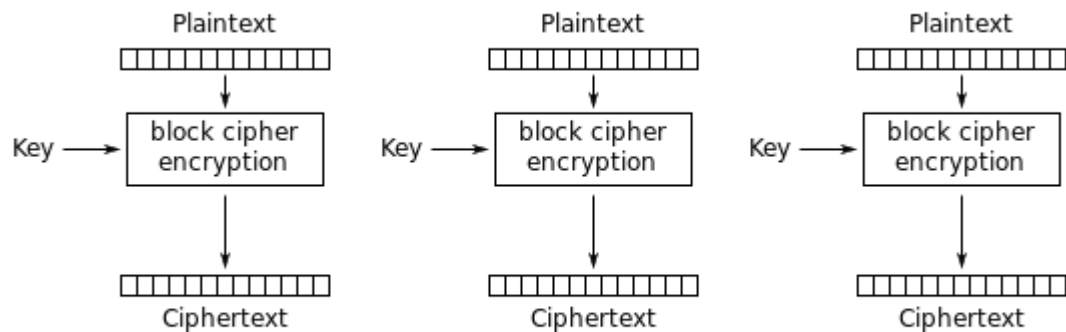 Plaintext Plaintext Plaintext
Key block cipher encryption Key block cipher encryption Key block cipher encryption
Ciphertext Ciphertext Ciphertext